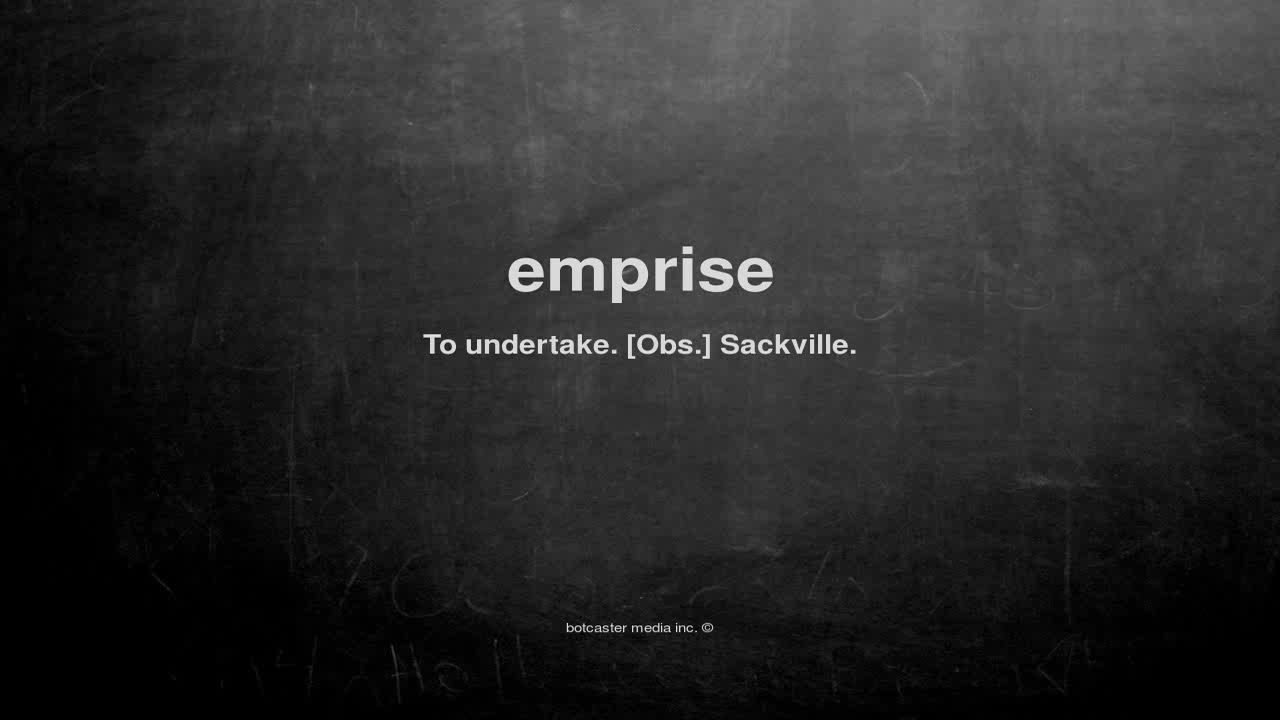 emprise
To undertake. [Obs.] Sackville.
botcaster media inc. ©